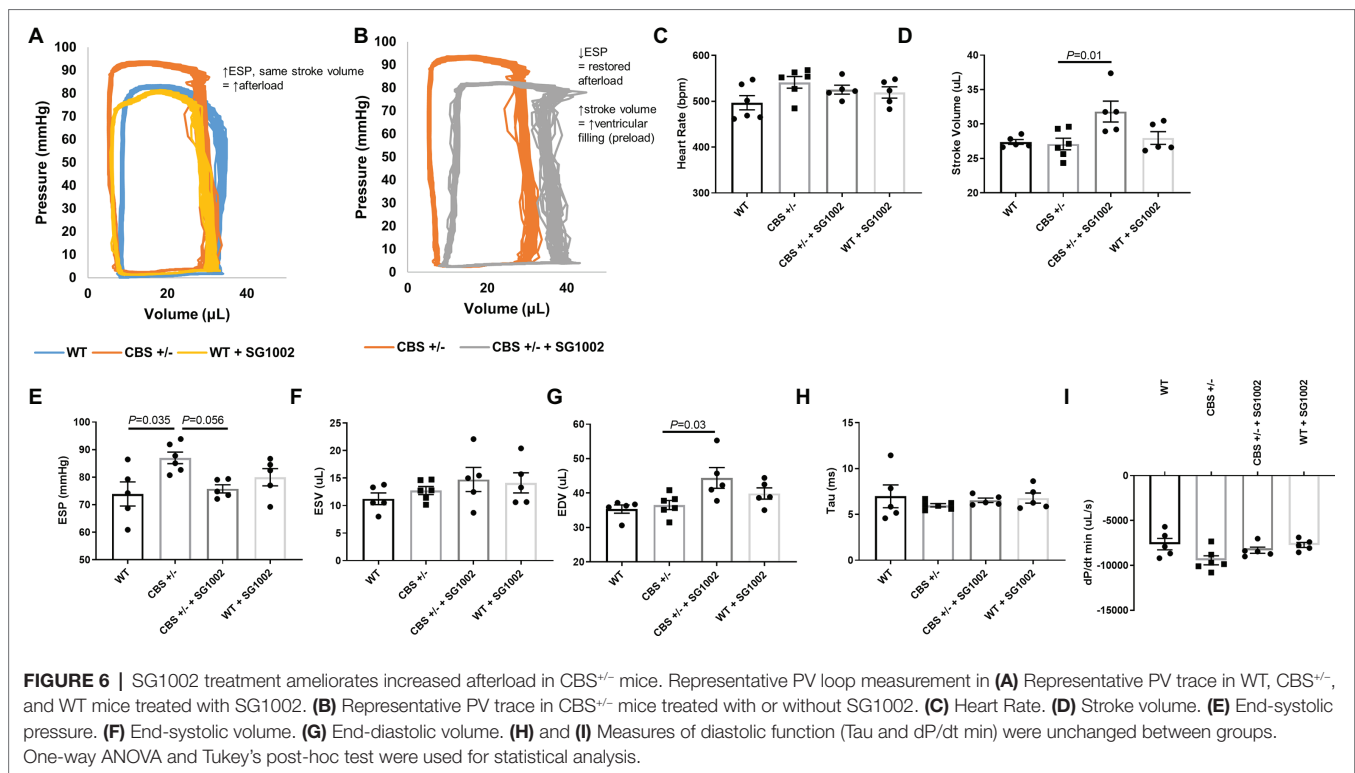 A
100
90
80
70
60
50
40
30
20
10
0
Pressure (mmHg)
0 20 40
Volume (µL)
↑ESP, same stroke volume
= ↑afterload
WT CBS +/- WT + SG1002
B
100
90
80
70
60
50
40
30
20
10
0
Pressure (mmHg)
0 20 40
Volume (µL)
↓ESP
= restored
afterload
↑stroke volume
= ↑ventricular
filling (preload)
CBS +/- CBS +/- + SG1002
C
600
500
400
300
Heart Rate (bpm)
WT
CBS +/-
CBS +/- + SG1002
WT + SG1002
D
P=0.01
40
35
30
25
20
Stroke Volume (uL)
WT
CBS +/-
CBS +/- + SG1002
WT + SG1002
E
P=0.035 P=0.056
100
90
80
70
60
50
ESP (mmHg)
WT
CBS +/-
CBS +/- + SG1002
WT + SG1002
F
25
20
15
10
5
0
ESV (uL)
WT
CBS +/-
CBS +/- + SG1002
WT + SG1002
G
P=0.03
60
50
40
30
20
EDV (uL)
WT
CBS +/-
CBS +/- + SG1002
WT + SG1002
H
15
10
5
0
Tau (ms)
WT
CBS +/-
CBS +/- + SG1002
WT + SG1002
I
WT
CBS +/-
CBS +/- + SG1002
WT + SG1002
0
-5000
-10000
-15000
dP/dt min (uL/s)
FIGURE 6 | SG1002 treatment ameliorates increased afterload in CBS+/− mice. Representative PV loop measurement in (A) Representative PV trace in WT, CBS+/−,
and WT mice treated with SG1002. (B) Representative PV trace in CBS+/− mice treated with or without SG1002. (C) Heart Rate. (D) Stroke volume. (E) End-systolic
pressure. (F) End-systolic volume. (G) End-diastolic volume. (H) and (I) Measures of diastolic function (Tau and dP/dt min) were unchanged between groups.
One-way ANOVA and Tukey's post-hoc test were used for statistical analysis.